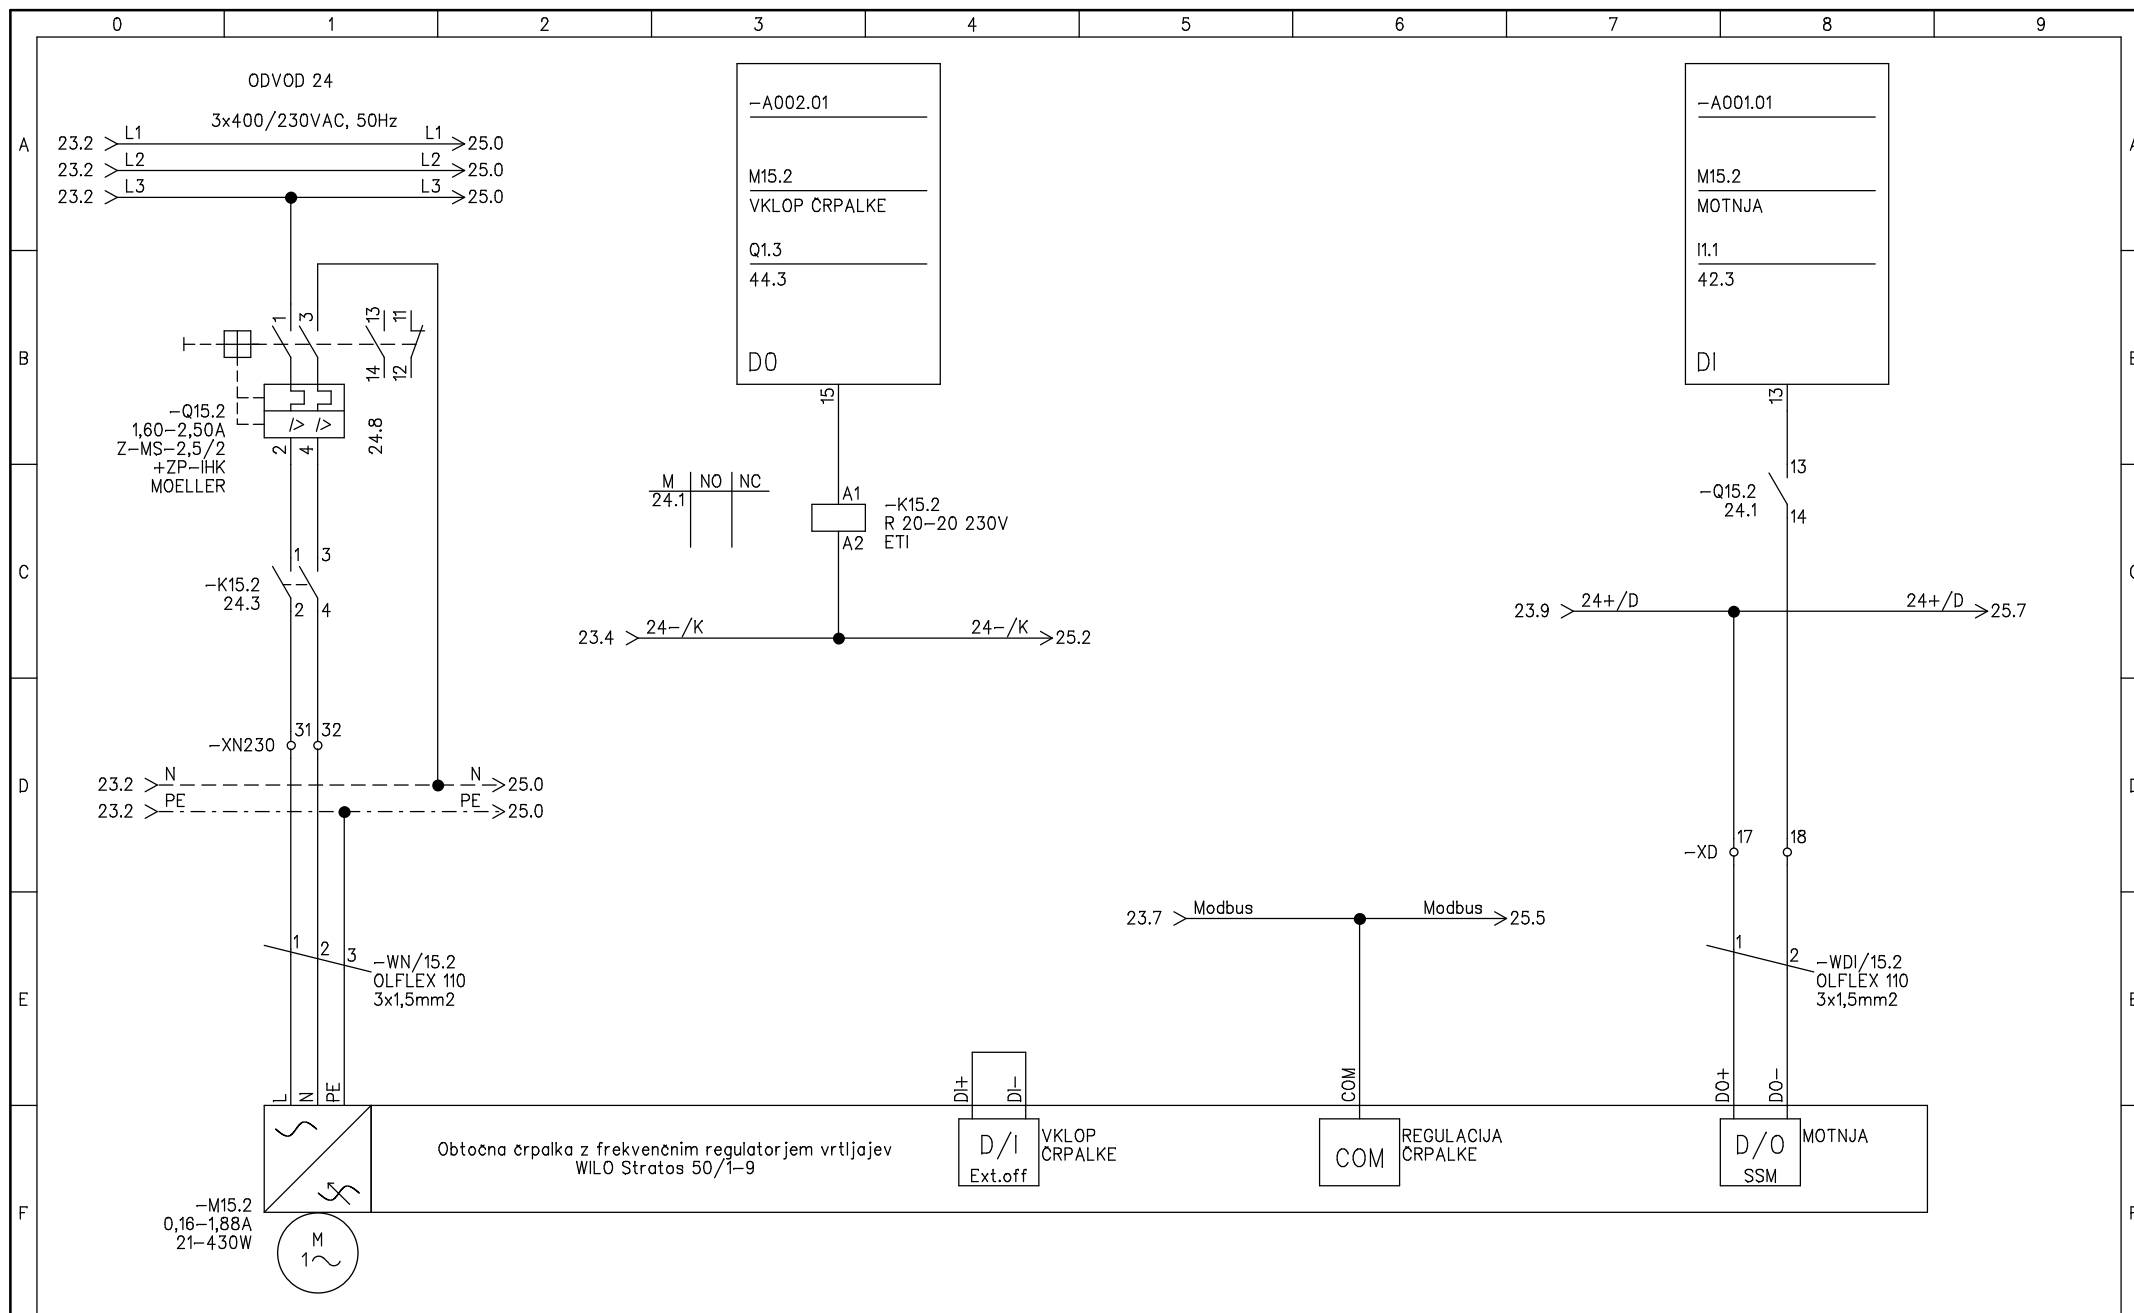 0 1 2 3 4 5 6 7 8 9
ODVOD 24
3x400/230VAC, 50Hz
A
23.2 L1 L1 25.0
23.2 L2 L2 25.0
23.2 L3 L3 25.0
-A002.01
M15.2
VKLOP ČRPALKE
Q1.3
44.3
DO
15
-A001.01
M15.2
MOTNJA
I1.1
42.3
DI
13
A
B
1 3 13 11
14 12
-Q15.2
1,60-2,50A
Z-MS-2,5/2
+ZP-IHK
MOELLER
I> I>
2 4
24.8
B
M NO NC
24.1
A1
A2
-K15.2
R 20-20 230V
ETI
13
-Q15.2
24.1
14
C
1 3
-K15.2
24.3
2 4
23.4 24-/K 24-/K 25.2
23.9 24+/D 24+/D 25.7
C
-XN230 31 32
D
23.2 N N 25.0
23.2 PE PE 25.0
-XD 17 18
D
23.7 Modbus Modbus 25.5
1 2 3
-WN/15.2
OLFLEX 110
3x1,5mm2
1 2
-WDI/15.2
OLFLEX 110
3x1,5mm2
E
E
L N PE
DI+ DI-
COM
DO+ DO-
Obtočna črpalka z frekvenčnim regulatorjem vrtljajev
WILO Stratos 50/1-9
D/I
Ext.off
VKLOP
ČRPALKE
COM
REGULACIJA
ČRPALKE
D/O
SSM
MOTNJA
F
-M15.2
0,16-1,88A
21-430W
M
1~
F